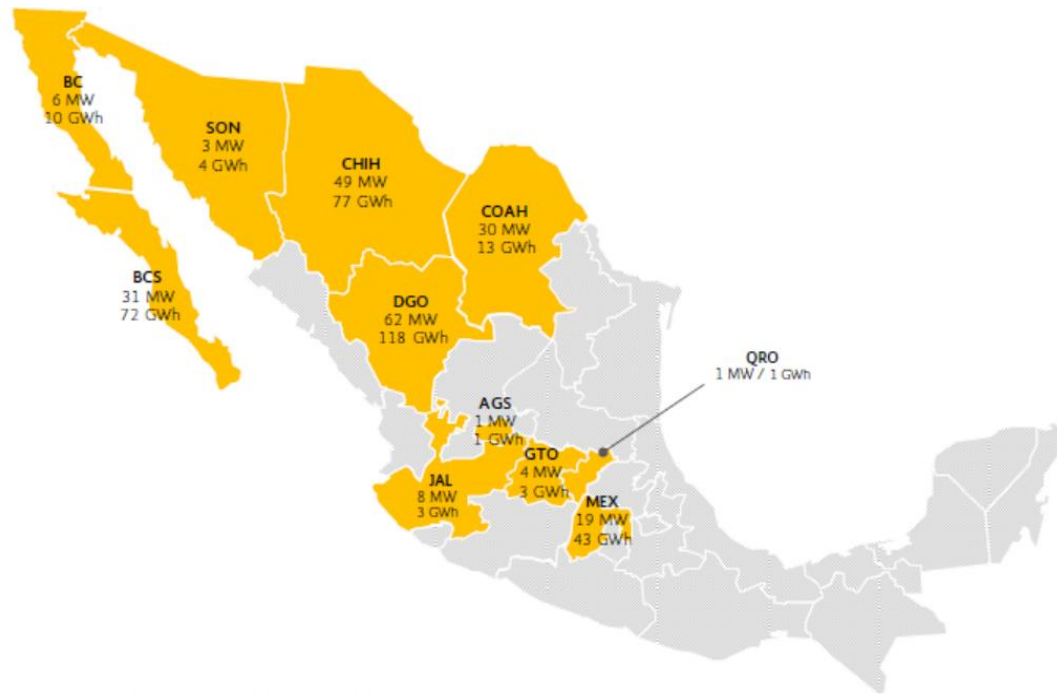 BC
6 MW
10 GWh
SON
3 MW
4 GWh
CHIH
49 MW
77 GWh
COAH
30 MW
13 GWh
BCS
31 MW
72 GWh
DGO
62 MW
118 GWh
QRO
1 MW / 1 GWh
AGS
1 MW
1 GWh
GTO
4 MW
3 GWh
JAL
8 MW
3 GWh
MEX
19 MW
43 GWh